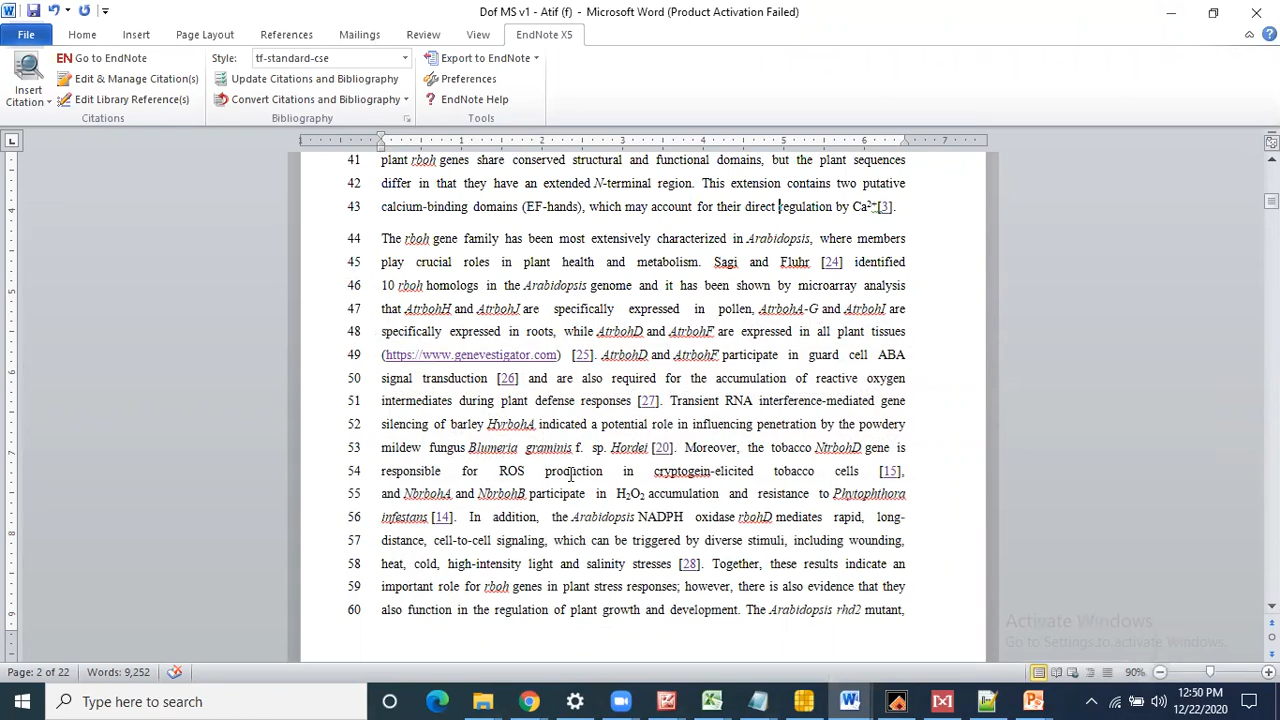 Dof MS v1 - Atif (f) - Microsoft Word (Product Activation Failed)
File Home Insert Page Layout References Mailings Review View EndNote X5
Insert Citation
EN Go to EndNote
Edit & Manage Citation(s)
Edit Library Reference(s)
Citations
Style: tf-standard-cse
Update Citations and Bibliography
Convert Citations and Bibliography
Bibliography
Export to EndNote
Preferences
EndNote Help
Tools
1 1 2 3 4 5 6 7
41 plant rboh genes share conserved structural and functional domains, but the plant sequences
42 differ in that they have an extended N-terminal region. This extension contains two putative
43 calcium-binding domains (EF-hands), which may account for their direct regulation by Ca²⁺[3].
44 The rboh gene family has been most extensively characterized in Arabidopsis, where members
45 play crucial roles in plant health and metabolism. Sagi and Fluhr [24] identified
46 10 rboh homologs in the Arabidopsis genome and it has been shown by microarray analysis
47 that AtrbohH and AtrbohJ are specifically expressed in pollen, AtrbohA-G and AtrbohI are
48 specifically expressed in roots, while AtrbohD and AtrbohF are expressed in all plant tissues
49 (https://www.genevestigator.com) [25]. AtrbohD and AtrbohF participate in guard cell ABA
50 signal transduction [26] and are also required for the accumulation of reactive oxygen
51 intermediates during plant defense responses [27]. Transient RNA interference-mediated gene
52 silencing of barley HvrbohA indicated a potential role in influencing penetration by the powdery
53 mildew fungus Blumeria graminis f. sp. Hordei [20]. Moreover, the tobacco NtrbohD gene is
54 responsible for ROS production in cryptogein-elicited tobacco cells [15],
55 and NbrbohA and NbrbohB participate in H₂O₂ accumulation and resistance to Phytophthora
56 infestans [14]. In addition, the Arabidopsis NADPH oxidase rbohD mediates rapid, long-
57 distance, cell-to-cell signaling, which can be triggered by diverse stimuli, including wounding,
58 heat, cold, high-intensity light and salinity stresses [28]. Together, these results indicate an
59 important role for rboh genes in plant stress responses; however, there is also evidence that they
60 also function in the regulation of plant growth and development. The Arabidopsis rhd2 mutant,
Activate Windows
Go to Settings to activate Windows.
Page: 2 of 22 Words: 9,252 90%
Type here to search
12:50 PM
12/22/2020